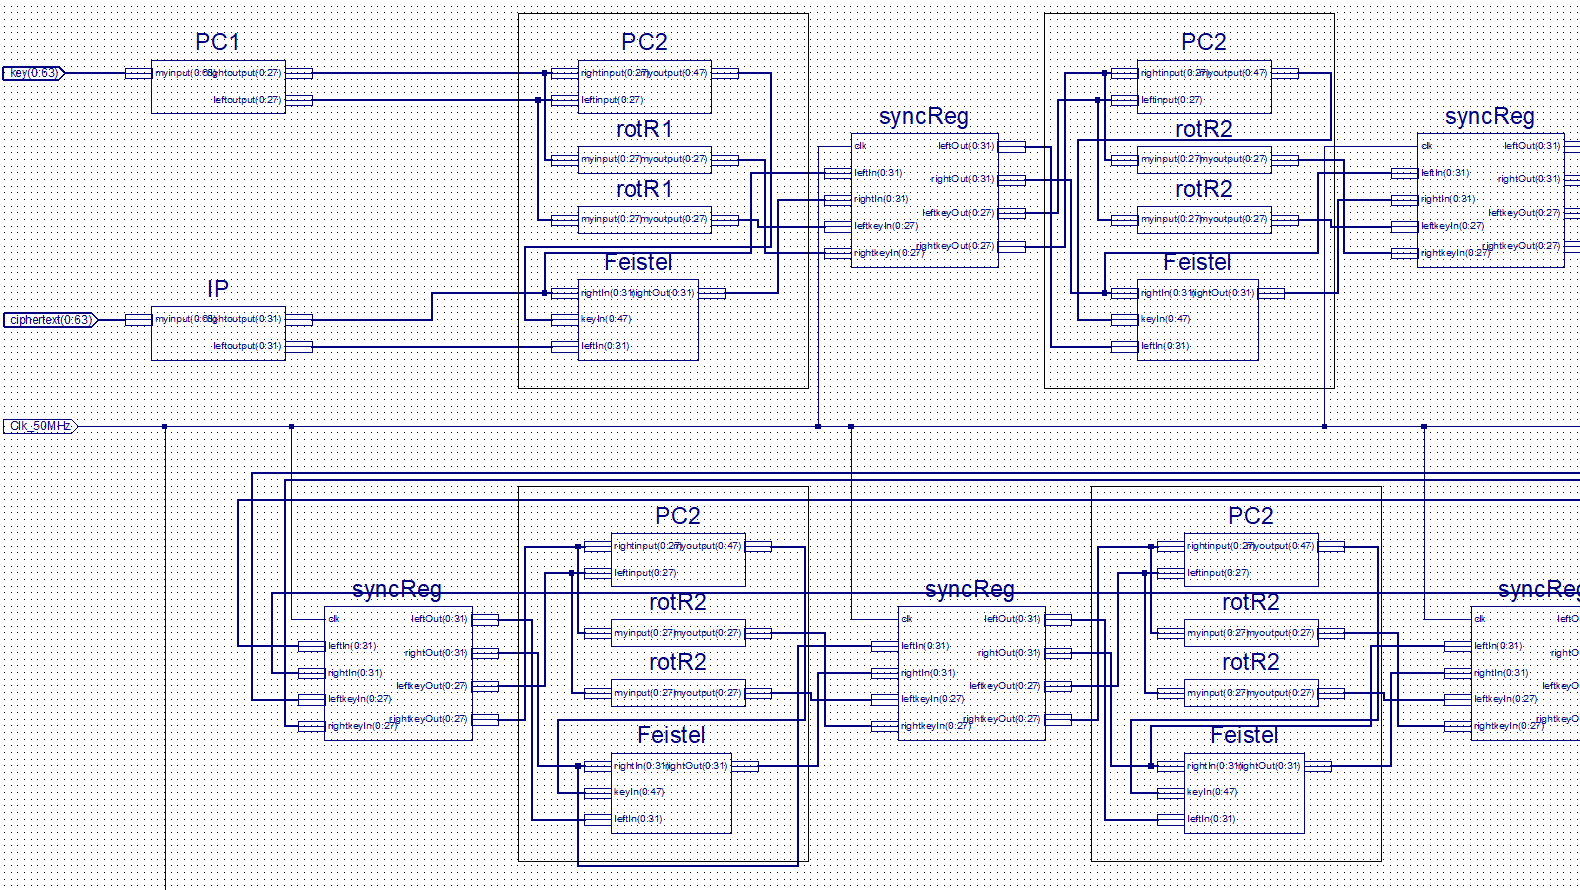 PC1
key(0:63)
myinput(0:63)
rightoutput(0:27)
leftoutput(0:27)
PC2
rightinput(0:27)
myoutput(0:47)
leftinput(0:27)
rotR1
myinput(0:27)
myoutput(0:27)
rotR1
myinput(0:27)
myoutput(0:27)
Feistel
rightIn(0:31)
rightOut(0:31)
keyIn(0:47)
leftIn(0:31)
IP
ciphertext(0:63)
myinput(0:63)
rightoutput(0:31)
leftoutput(0:31)
syncReg
clk
leftOut(0:31)
leftIn(0:31)
rightOut(0:31)
rightIn(0:31)
leftkeyOut(0:27)
leftkeyIn(0:27)
rightkeyOut(0:27)
rightkeyIn(0:27)
PC2
rightinput(0:27)
myoutput(0:47)
leftinput(0:27)
rotR2
myinput(0:27)
myoutput(0:27)
rotR2
myinput(0:27)
myoutput(0:27)
Feistel
rightIn(0:31)
rightOut(0:31)
keyIn(0:47)
leftIn(0:31)
syncReg
clk
leftOut(0:31)
leftIn(0:31)
rightOut(0:31)
rightIn(0:31)
leftkeyOut(0:27)
leftkeyIn(0:27)
rightkeyOut(0:27)
rightkeyIn(0:27)
Clk_50MHz
syncReg
clk
leftOut(0:31)
leftIn(0:31)
rightOut(0:31)
rightIn(0:31)
leftkeyOut(0:27)
leftkeyIn(0:27)
rightkeyOut(0:27)
rightkeyIn(0:27)
PC2
rightinput(0:27)
myoutput(0:47)
leftinput(0:27)
rotR2
myinput(0:27)
myoutput(0:27)
rotR2
myinput(0:27)
myoutput(0:27)
Feistel
rightIn(0:31)
rightOut(0:31)
keyIn(0:47)
leftIn(0:31)
syncReg
clk
leftOut(0:31)
leftIn(0:31)
rightOut(0:31)
rightIn(0:31)
leftkeyOut(0:27)
leftkeyIn(0:27)
rightkeyOut(0:27)
rightkeyIn(0:27)
PC2
rightinput(0:27)
myoutput(0:47)
leftinput(0:27)
rotR2
myinput(0:27)
myoutput(0:27)
rotR2
myinput(0:27)
myoutput(0:27)
Feistel
rightIn(0:31)
rightOut(0:31)
keyIn(0:47)
leftIn(0:31)
syncReg
clk
leftO
leftIn(0:31)
rightO
rightIn(0:31)
leftkeyO
leftkeyIn(0:27)
rightkeyO
rightkeyIn(0:27)